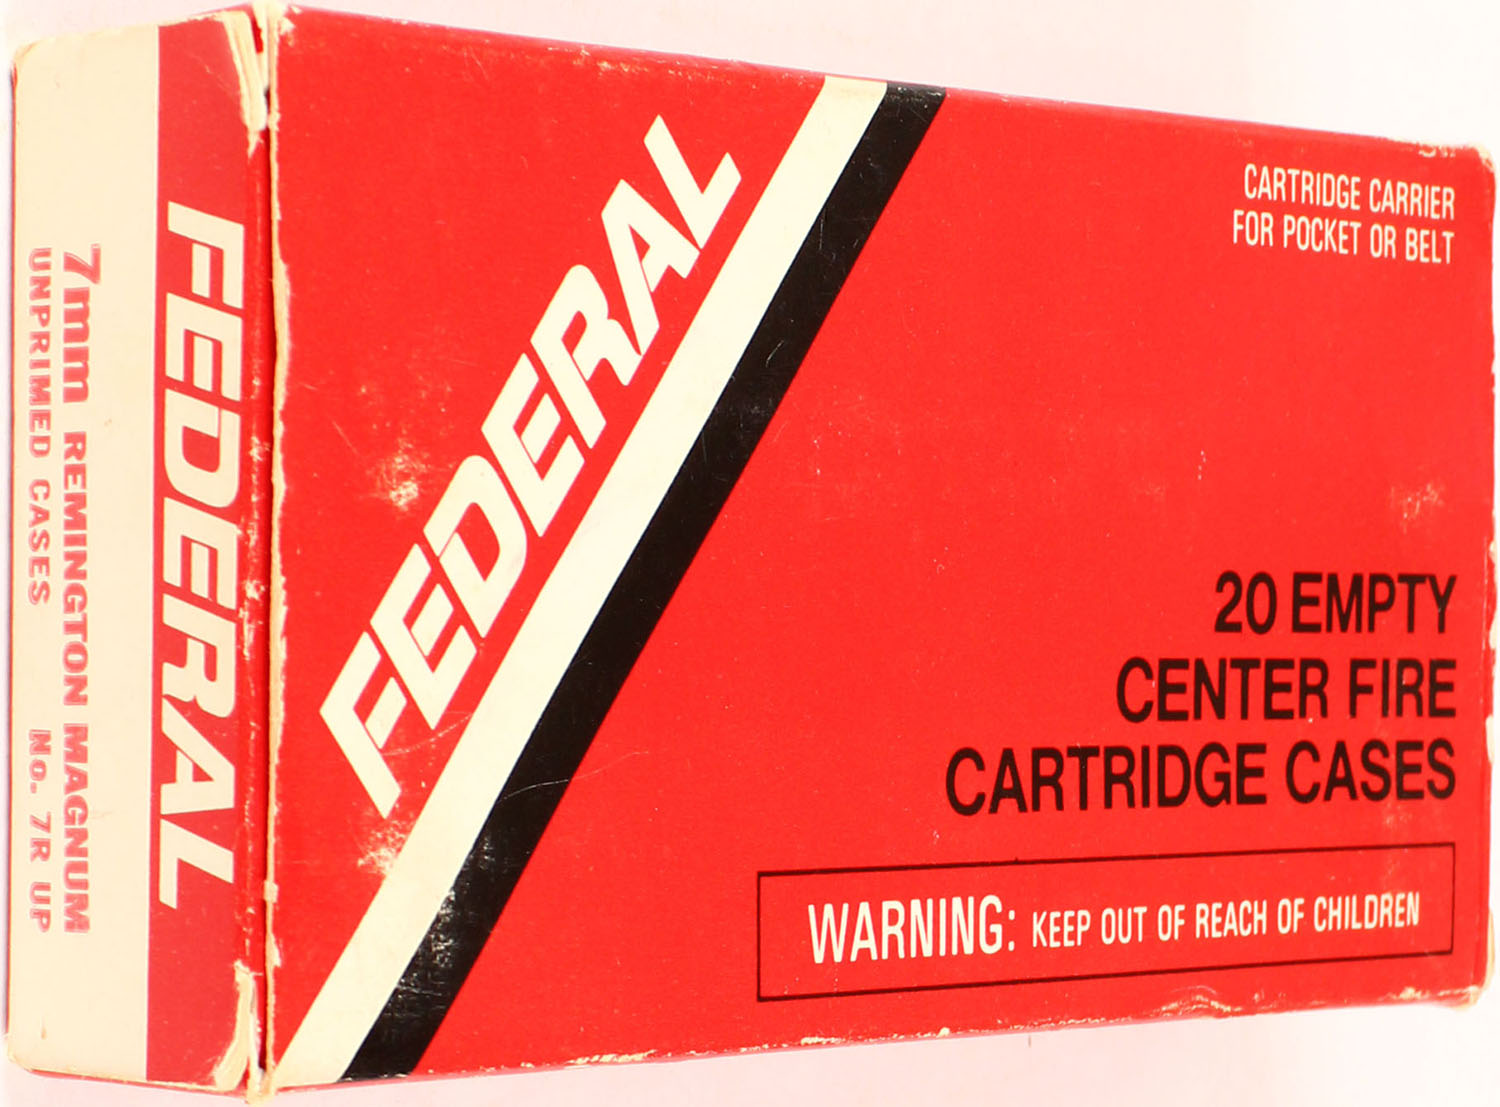 FEDERAL
7mm REMINGTON MAGNUM
UNPRIMED CASES No. 7R UP
FEDERAL
CARTRIDGE CARRIER
FOR POCKET OR BELT
20 EMPTY
CENTER FIRE
CARTRIDGE CASES
WARNING: KEEP OUT OF REACH OF CHILDREN